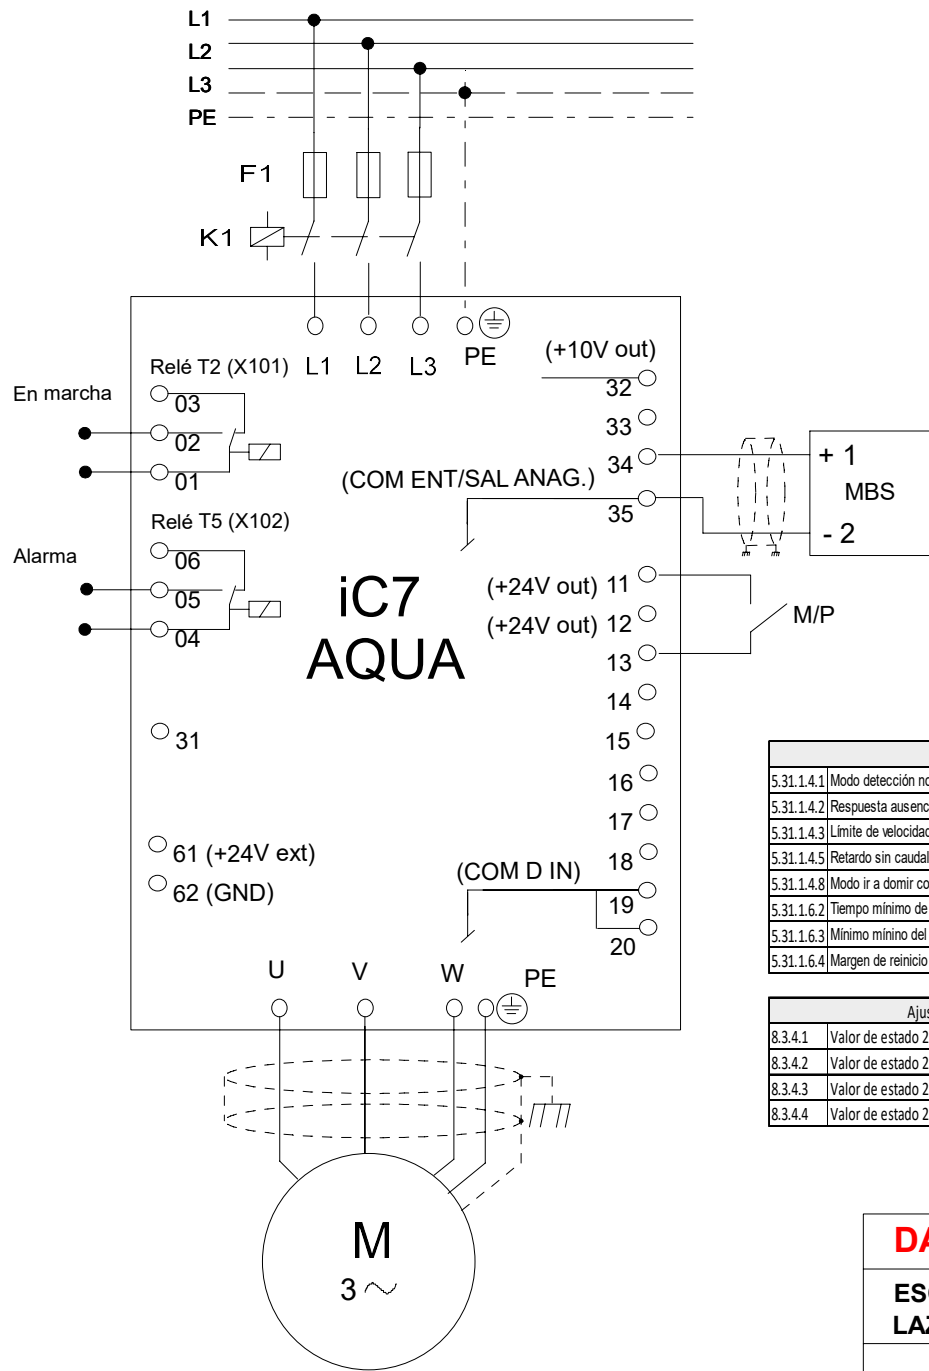 L1
L2
L3
PE
F1
K1
L1 L2 L3 PE
Relé T2 (X101)
En marcha
03
02
01
Relé T5 (X102)
Alarma
06
05
04
31
61 (+24V ext)
62 (GND)
iC7
AQUA
(+10V out)
32
33
34
(COM ENT/SAL ANAG.)
35
+ 1
MBS
- 2
(+24V out) 11
(+24V out) 12
13
M/P
14
15
16
17
18
(COM D IN)
19
20
U V W PE
M
3
5.31.1.4.1 Modo detección
5.31.1.4.2 Respuesta
5.31.1.4.3 Límite de
5.31.1.4.5 Retardo sin caudal
5.31.1.4.8 Modo ir a domir
5.31.1.6.2 Tiempo mínimo de
5.31.1.6.3 Mínimo mínino del
5.31.1.6.4 Margen de reinicio
8.3.4.1 Valor de estado 2
8.3.4.2 Valor de estado 2
8.3.4.3 Valor de estado 2
8.3.4.4 Valor de estado 2